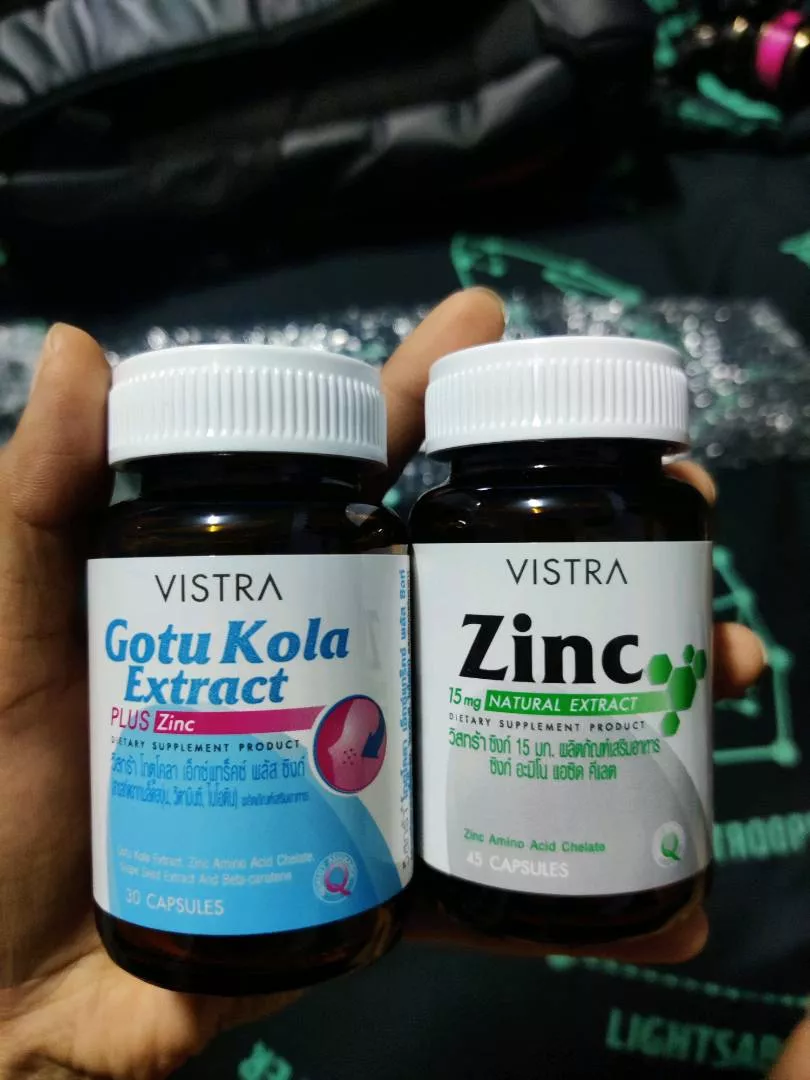 VISTRA
Gotu Kola
Extract
PLUS Zinc
DIETARY SUPPLEMENT PRODUCT
วิสทร้า โกตูโคลา เอ็กซ์แทร็คซ์ พลัส ซิงก์
Gotu Kola Extract, Zinc Amino Acid Chelate,
Grape Seed Extract And Beta-carotene
30 CAPSULES
Q
VISTRA
Zinc
15 mg NATURAL EXTRACT
DIETARY SUPPLEMENT PRODUCT
วิสทร้า ซิงก์ 15 มก. ผลิตภัณฑ์เสริมอาหาร
ซิงก์ อะมิโน แอซิด คีเลต
Zinc Amino Acid Chelate
45 CAPSULES
Q
TROOP
LIGHTSA